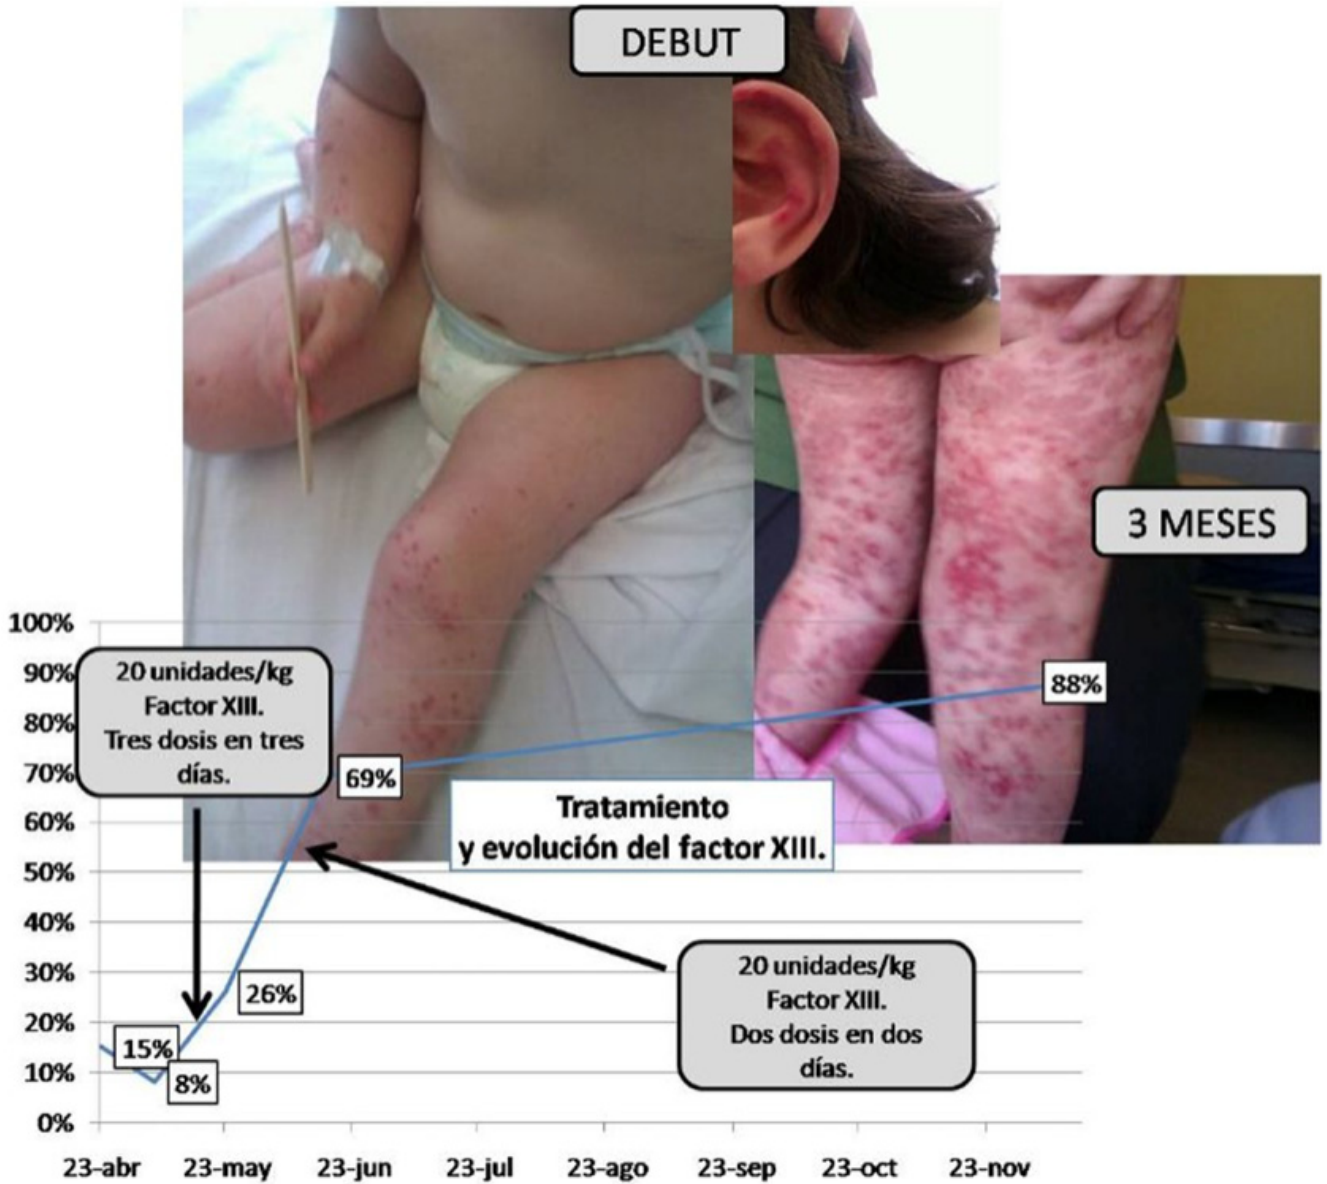 DEBUT
3 MESES
100%
90%
80%
70%
60%
50%
40%
30%
20%
10%
0%
20 unidades/kg
Factor XIII.
Tres dosis en tres
días.
69%
88%
Tratamiento
y evolución del factor XIII.
26%
15%
8%
20 unidades/kg
Factor XIII.
Dos dosis en dos
días.
23-abr
23-may
23-jun
23-jul
23-ago
23-sep
23-oct
23-nov